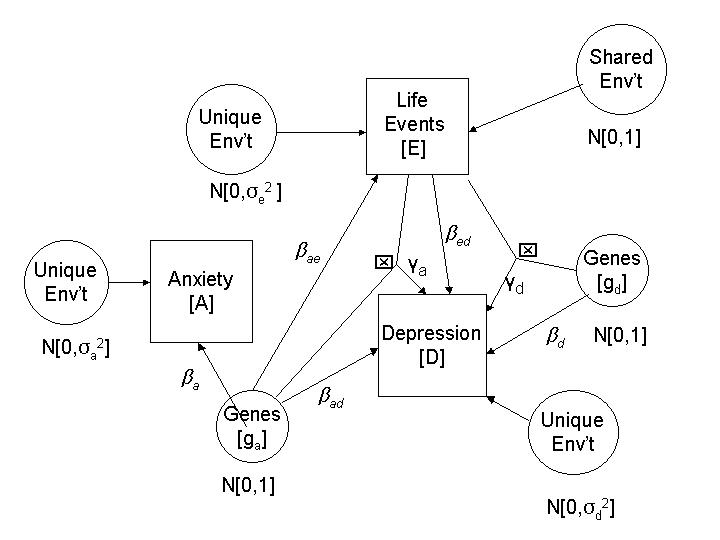 Shared
Env't
N[0,1]
Life
Events
[E]
Unique
Env't
N[0,σe²]
βae
βed
γa
γd
Genes
[gd]
N[0,1]
Unique
Env't
N[0,σa²]
Anxiety
[A]
Depression
[D]
βd
βa
βad
Genes
[ga]
N[0,1]
Unique
Env't
N[0,σd²]